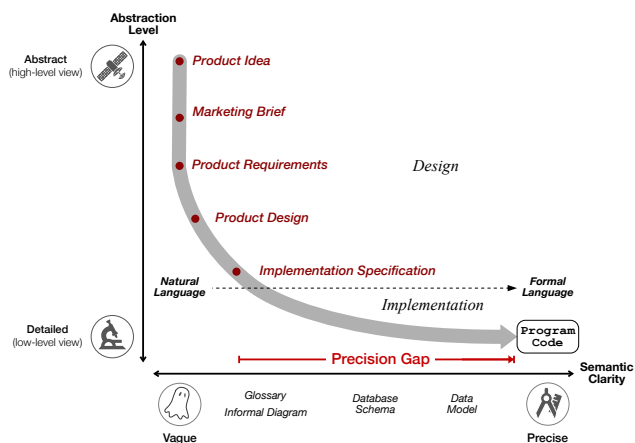 Abstraction
Level
Abstract
(high-level view)
Product Idea
Marketing Brief
Product Requirements
Design
Product Design
Implementation Specification
Natural
Language
Formal
Language
Implementation
Detailed
(low-level view)
Program
Code
Precision Gap
Semantic
Clarity
Glossary
Informal Diagram
Database
Schema
Data
Model
Vague
Precise